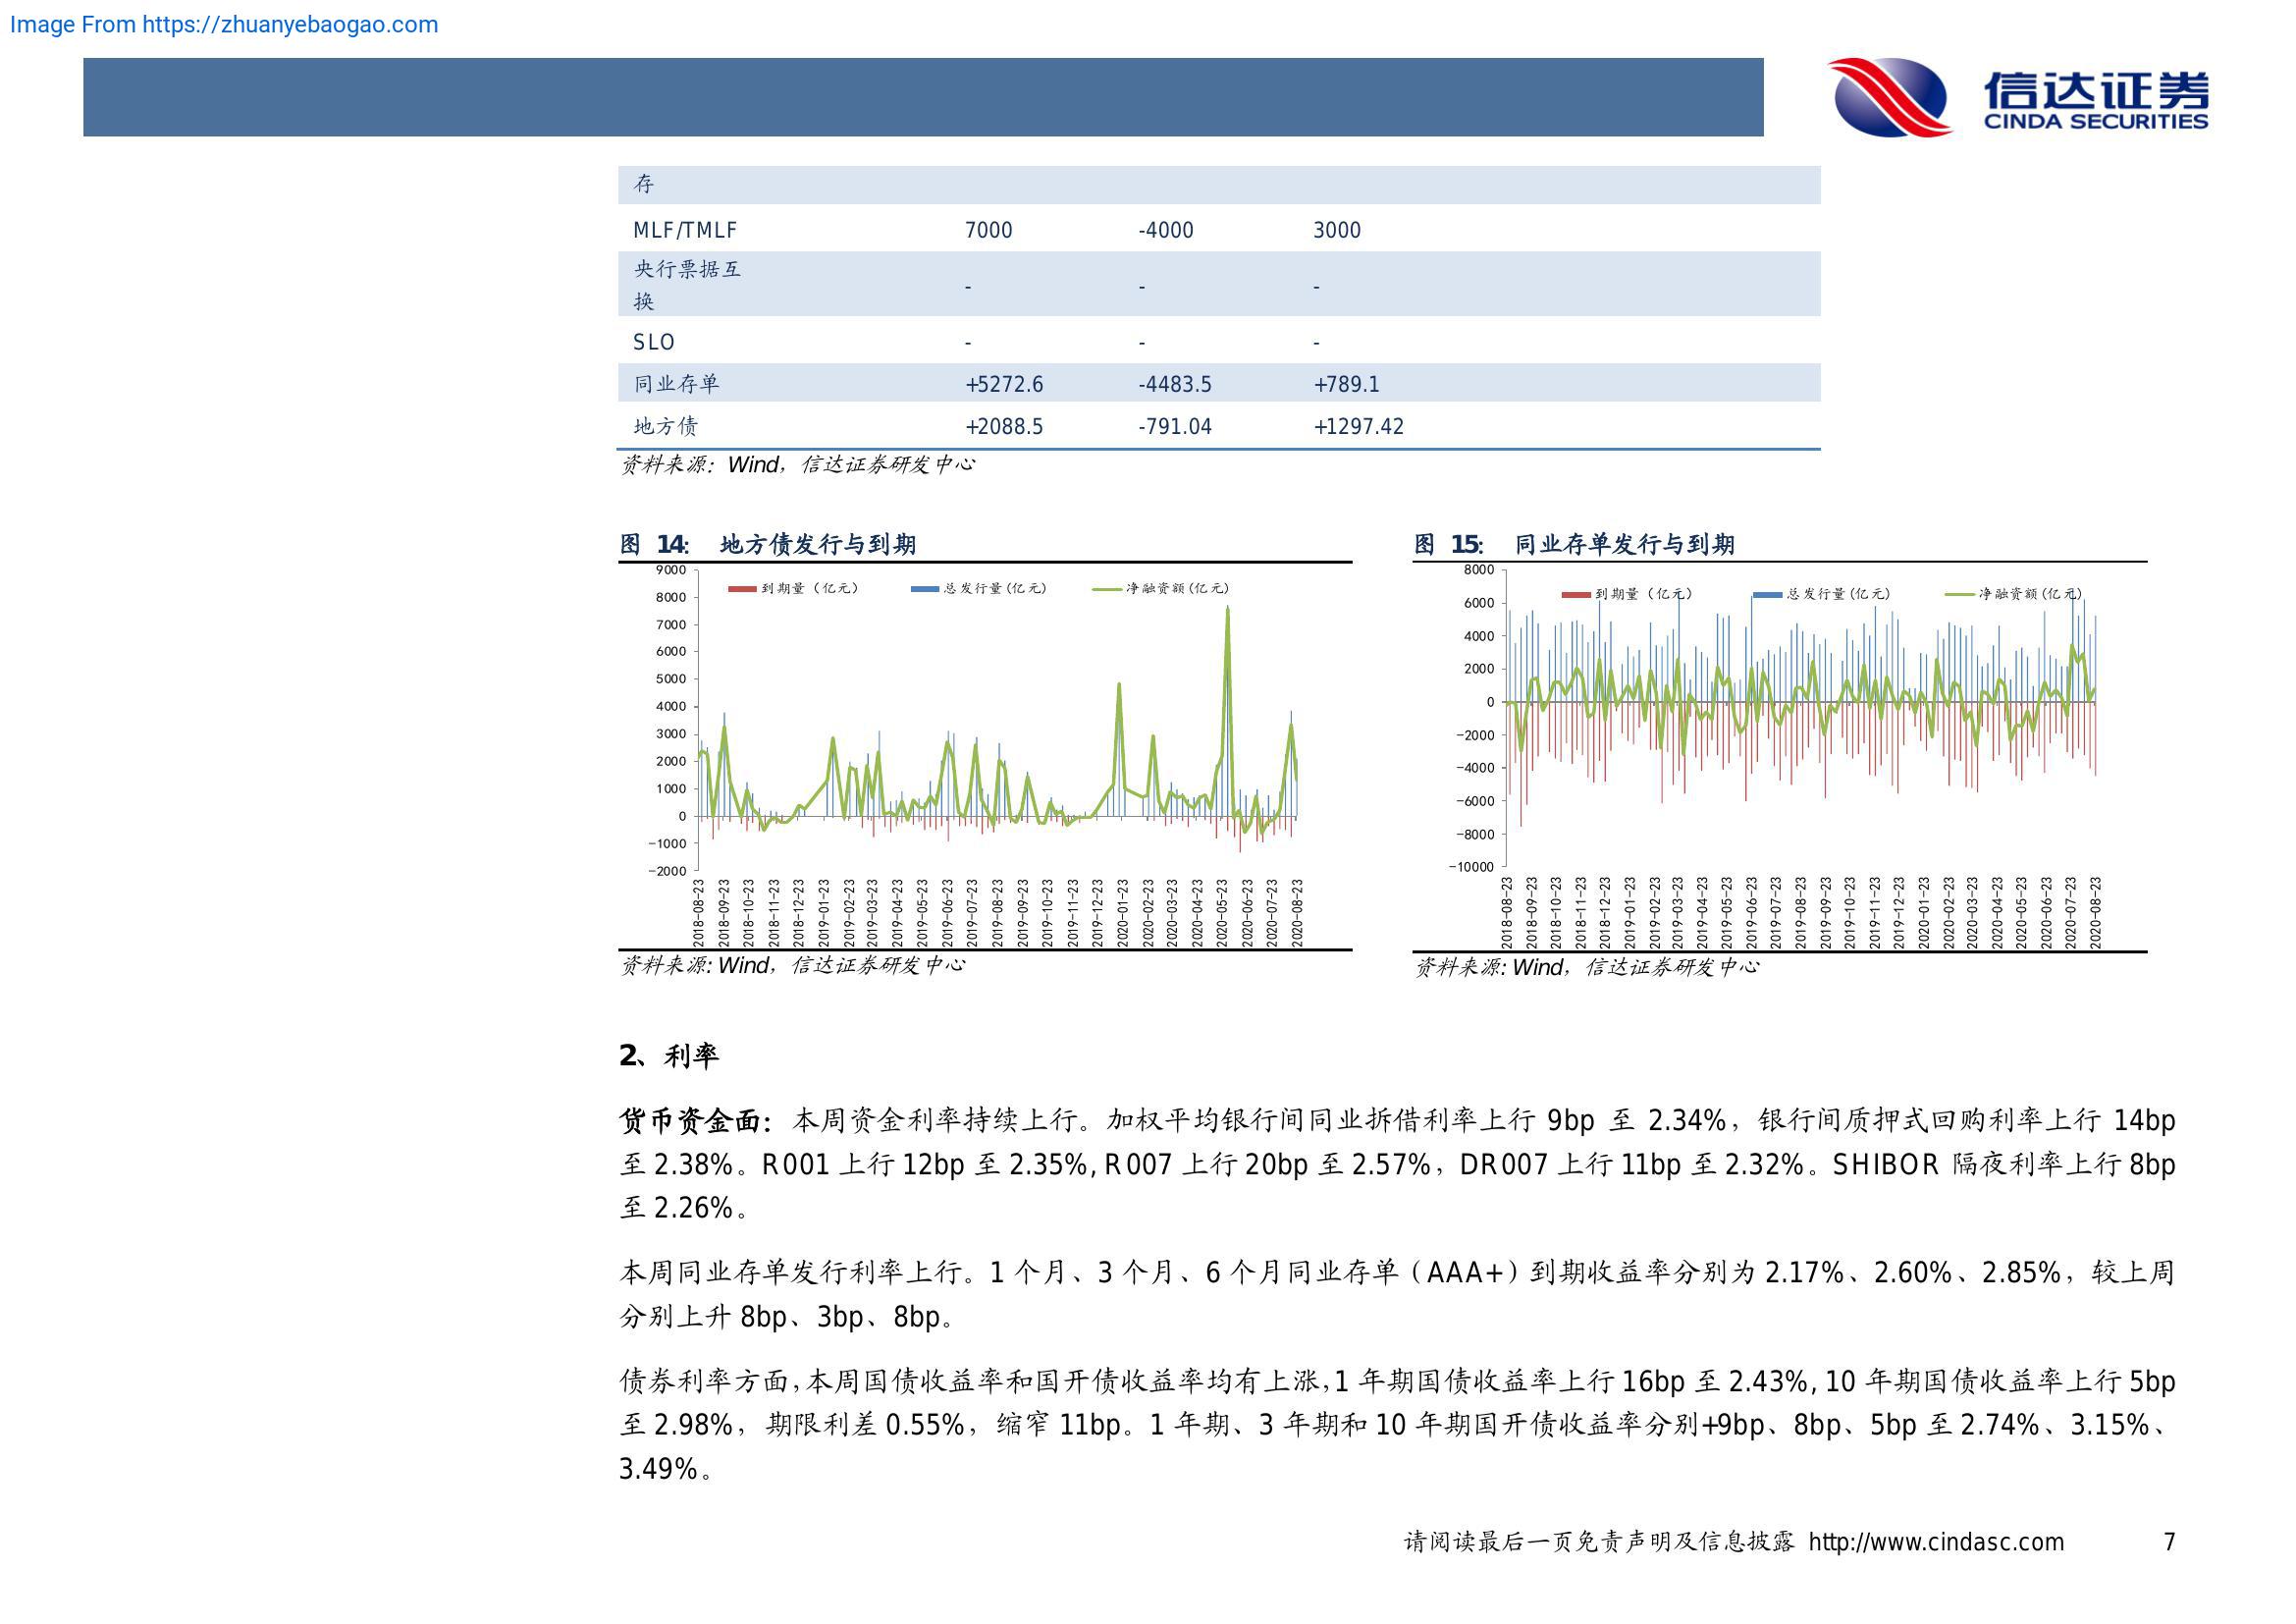 Image From https://zhuanyebaogao.com
信达证券
CINDA SECURITIES
存
MLF/TMLF 7000 -4000 3000
央行票据互
换 - - -
SLO - - -
同业存单 +5272.6 -4483.5 +789.1
地方债 +2088.5 -791.04 +1297.42
资料来源：Wind，信达证券研发中心
图 14: 地方债发行与到期
到期量（亿元） 总发行量(亿元) 净融资额(亿元)
9000
8000
7000
6000
5000
4000
3000
2000
1000
0
-1000
-2000
2018-08-23
2018-09-23
2018-10-23
2018-11-23
2018-12-23
2019-01-23
2019-02-23
2019-03-23
2019-04-23
2019-05-23
2019-06-23
2019-07-23
2019-08-23
2019-09-23
2019-10-23
2019-11-23
2019-12-23
2020-01-23
2020-02-23
2020-03-23
2020-04-23
2020-05-23
2020-06-23
2020-07-23
2020-08-23
资料来源: Wind，信达证券研发中心
图 15: 同业存单发行与到期
到期量（亿元） 总发行量(亿元) 净融资额(亿元)
8000
6000
4000
2000
0
-2000
-4000
-6000
-8000
-10000
2018-08-23
2018-09-23
2018-10-23
2018-11-23
2018-12-23
2019-01-23
2019-02-23
2019-03-23
2019-04-23
2019-05-23
2019-06-23
2019-07-23
2019-08-23
2019-09-23
2019-10-23
2019-11-23
2019-12-23
2020-01-23
2020-02-23
2020-03-23
2020-04-23
2020-05-23
2020-06-23
2020-07-23
2020-08-23
资料来源: Wind，信达证券研发中心
2、利率
货币资金面：本周资金利率持续上行。加权平均银行间同业拆借利率上行 9bp 至 2.34%，银行间质押式回购利率上行 14bp
至 2.38%。R001 上行 12bp 至 2.35%, R007 上行 20bp 至 2.57%，DR007 上行 11bp 至 2.32%。SHIBOR 隔夜利率上行 8bp
至 2.26%。
本周同业存单发行利率上行。1 个月、3 个月、6 个月同业存单（AAA+）到期收益率分别为 2.17%、2.60%、2.85%，较上周
分别上升 8bp、3bp、8bp。
债券利率方面,本周国债收益率和国开债收益率均有上涨,1 年期国债收益率上行 16bp 至 2.43%, 10 年期国债收益率上行 5bp
至 2.98%，期限利差 0.55%，缩窄 11bp。1 年期、3 年期和 10 年期国开债收益率分别+9bp、8bp、5bp 至 2.74%、3.15%、
3.49%。
请阅读最后一页免责声明及信息披露 http://www.cindasc.com 7